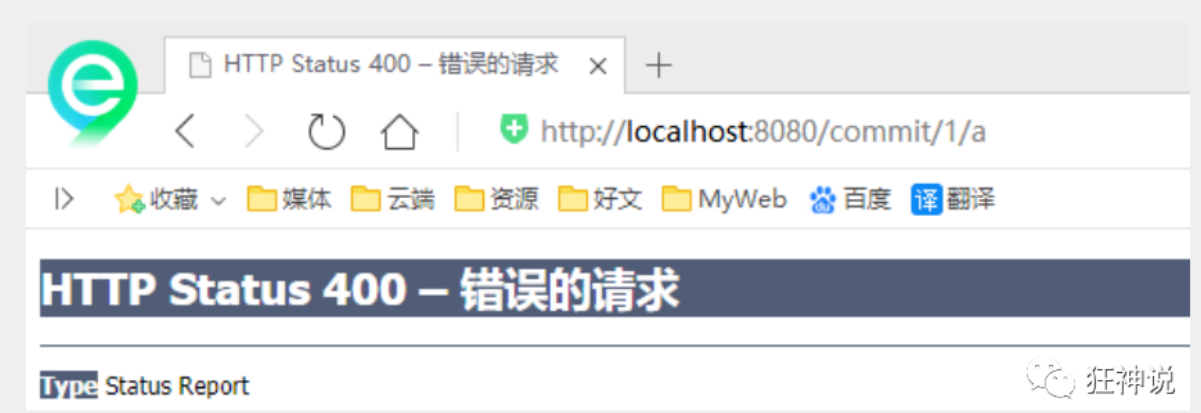 HTTP Status 400 – 错误的请求
http://localhost:8080/commit/1/a
收藏 媒体 云端 资源 好文 MyWeb 百度 译 翻译
HTTP Status 400 – 错误的请求
Type Status Report
狂神说